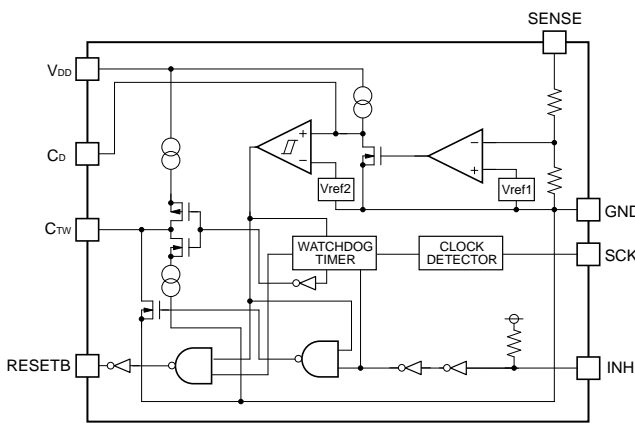 SENSE
VDD
CD
+
−
−
+
Vref2
Vref1
GND
CTW
WATCHDOG
TIMER
CLOCK
DETECTOR
SCK
RESETB
INH